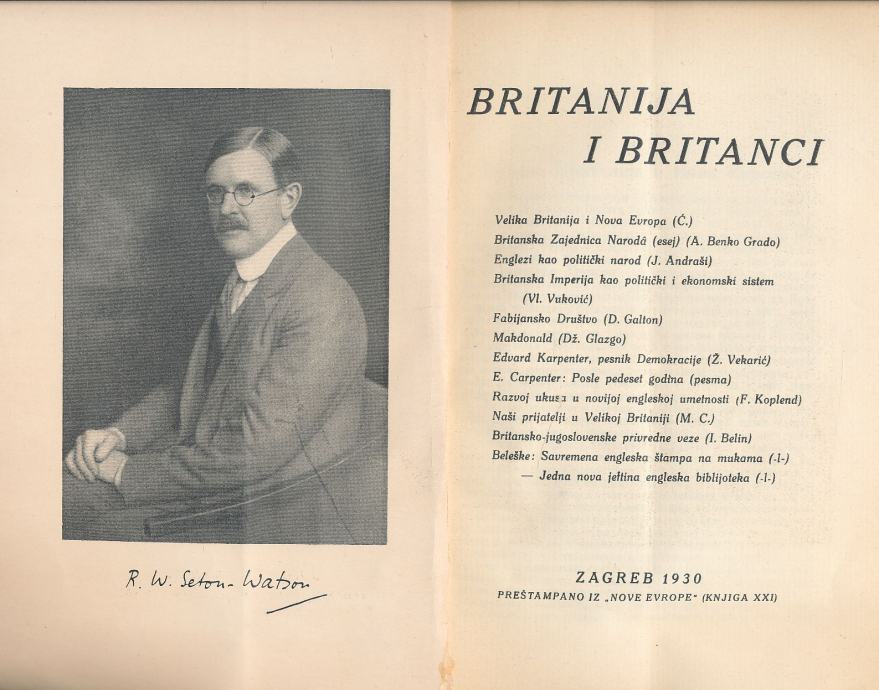 R. W. Seton-Watson
BRITANIJA
I BRITANCI
Velika Britanija i Nova Evropa (Ć.)
Britanska Zajednica Narodâ (esej) (A. Benko Grado)
Englezi kao politički narod (J. Andraši)
Britanska Imperija kao politički i ekonomski sistem
(Vl. Vuković)
Fabijansko Društvo (D. Galton)
Makdonald (Dž. Glazgo)
Edvard Karpenter, pesnik Demokracije (Ž. Vekarić)
E. Carpenter: Posle pedeset godina (pesma)
Razvoj ukusa u novijoj engleskoj umetnosti (F. Koplend)
Naši prijatelji u Velikoj Britaniji (M. C.)
Britansko-jugoslovenske privredne veze (I. Belin)
Beleške: Savremena engleska štampa na mukama (-l-)
— Jedna nova jeftina engleska biblijoteka (-l-)
ZAGREB 1930
PREŠTAMPANO IZ „NOVE EVROPE“ (KNJIGA XXI)